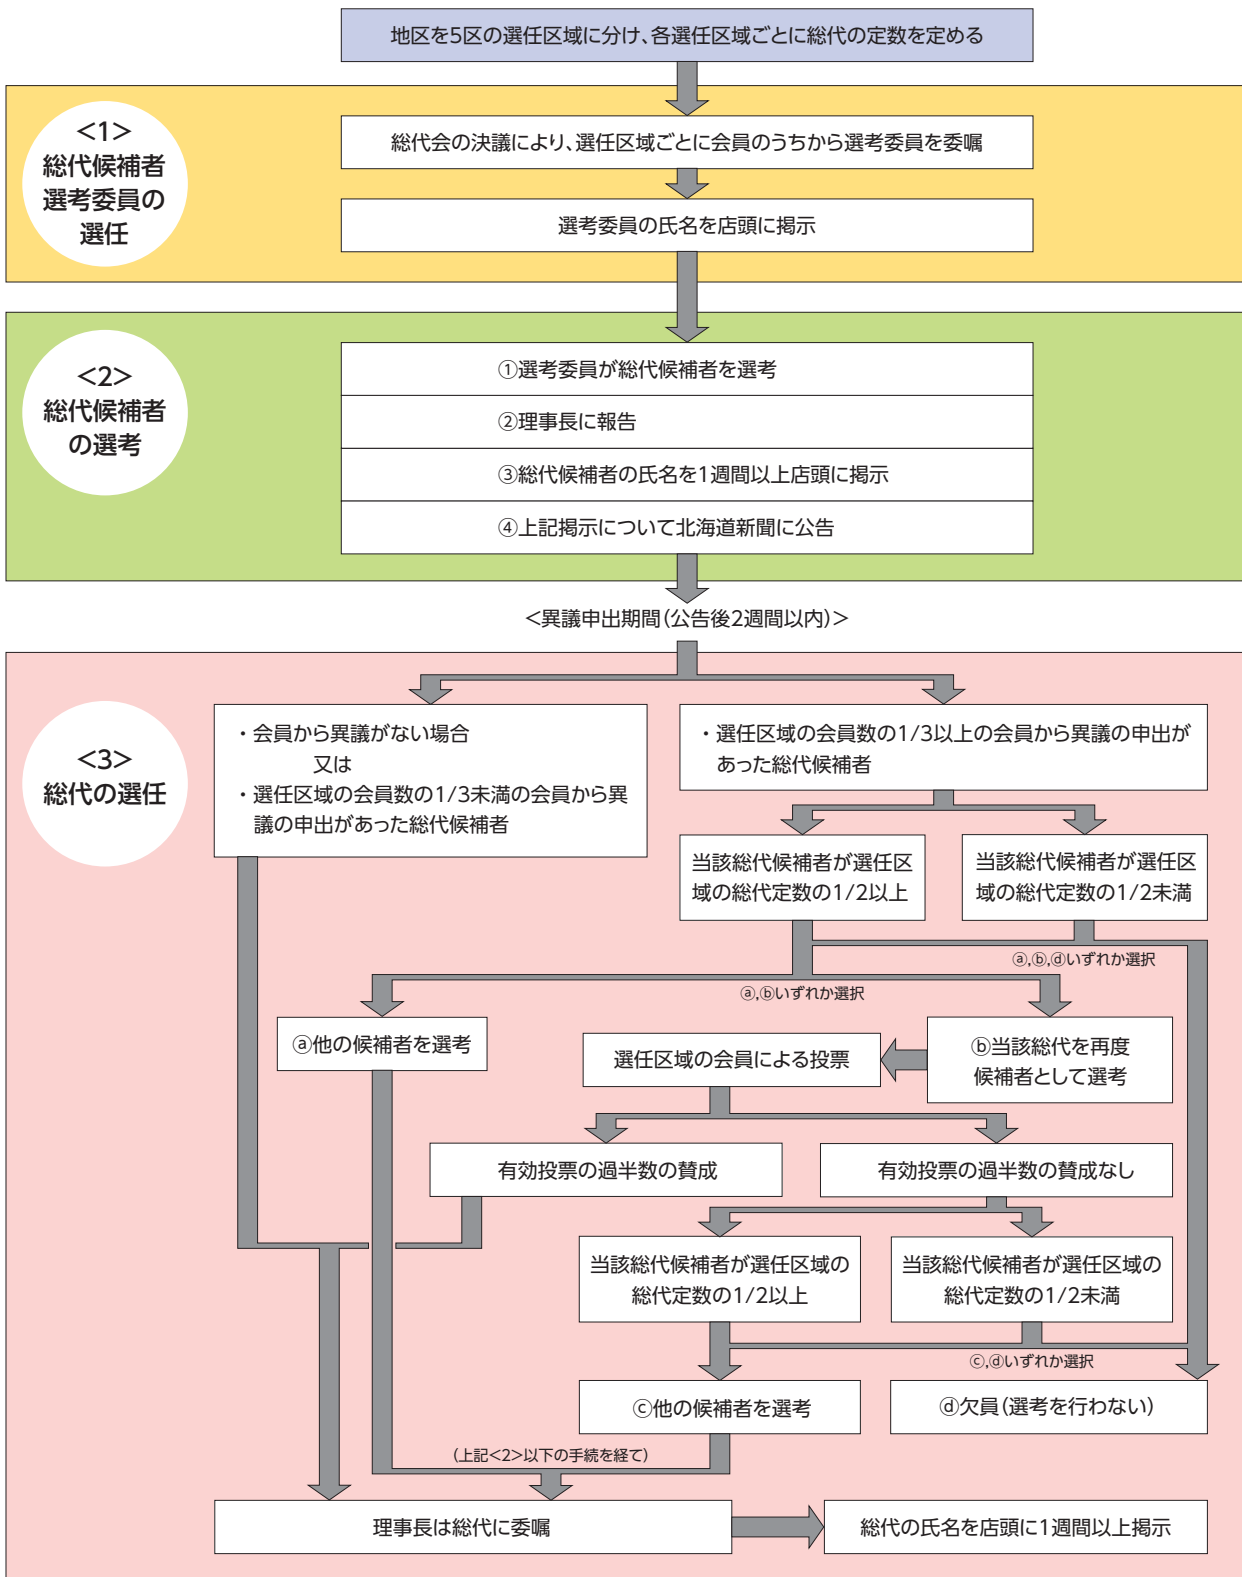 地区を5区の選任区域に分け、各選任区域ごとに総代の定数を定める
<1>
総代候補者
選考委員の
選任
総代会の決議により、選任区域ごとに会員のうちから選考委員を委嘱
選考委員の氏名を店頭に掲示
<2>
総代候補者
の選考
①選考委員が総代候補者を選考
②理事長に報告
③総代候補者の氏名を1週間以上店頭に掲示
④上記掲示について北海道新聞に公告
<異議申出期間(公告後2週間以内)>
<3>
総代の選任
・会員から異議がない場合
又は
・選任区域の会員数の1/3未満の会員から異
議の申出があった総代候補者
・選任区域の会員数の1/3以上の会員から異議の申出が
あった総代候補者
当該総代候補者が選任区
域の総代定数の1/2以上
当該総代候補者が選任区
域の総代定数の1/2未満
ⓐ,ⓑ,ⓓいずれか選択
ⓐ,ⓑいずれか選択
ⓐ他の候補者を選考
選任区域の会員による投票
ⓑ当該総代を再度
候補者として選考
有効投票の過半数の賛成
有効投票の過半数の賛成なし
当該総代候補者が選任区域の
総代定数の1/2以上
当該総代候補者が選任区域の
総代定数の1/2未満
ⓒ,ⓓいずれか選択
ⓒ他の候補者を選考
ⓓ欠員(選考を行わない)
(上記<2>以下の手続を経て)
理事長は総代に委嘱
総代の氏名を店頭に1週間以上掲示